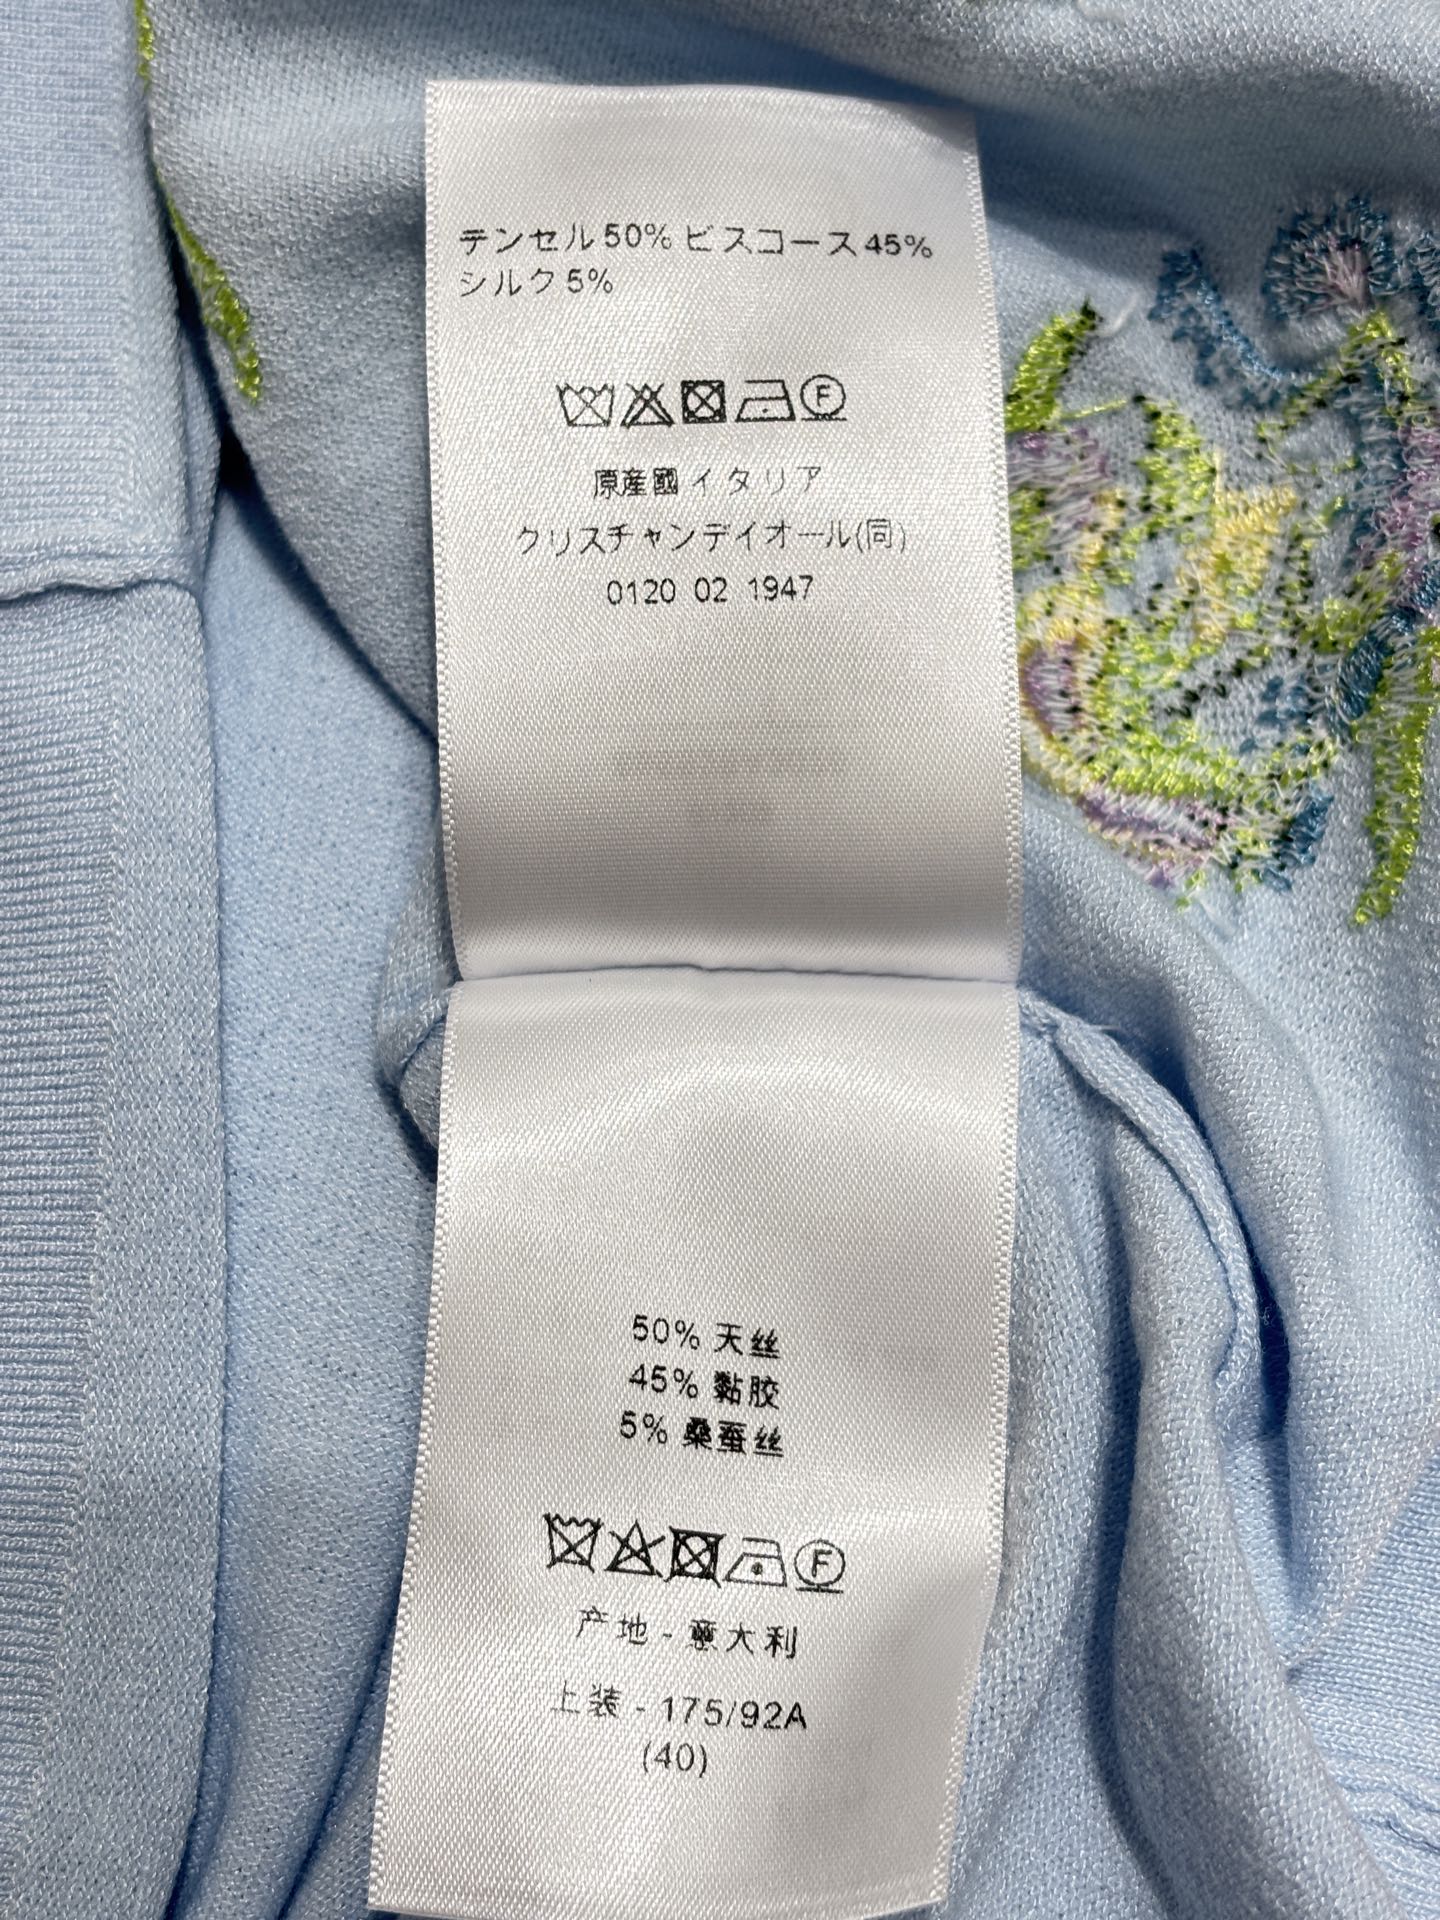 テンセル50% ビスコース45%
シルク5%
F
原産國イタリア
クリスチャンディオール(同)
0120 02 1947
50% 天丝
45% 黏胶
5% 桑蚕丝
F
产地 - 意大利
上装 - 175/92A
(40)